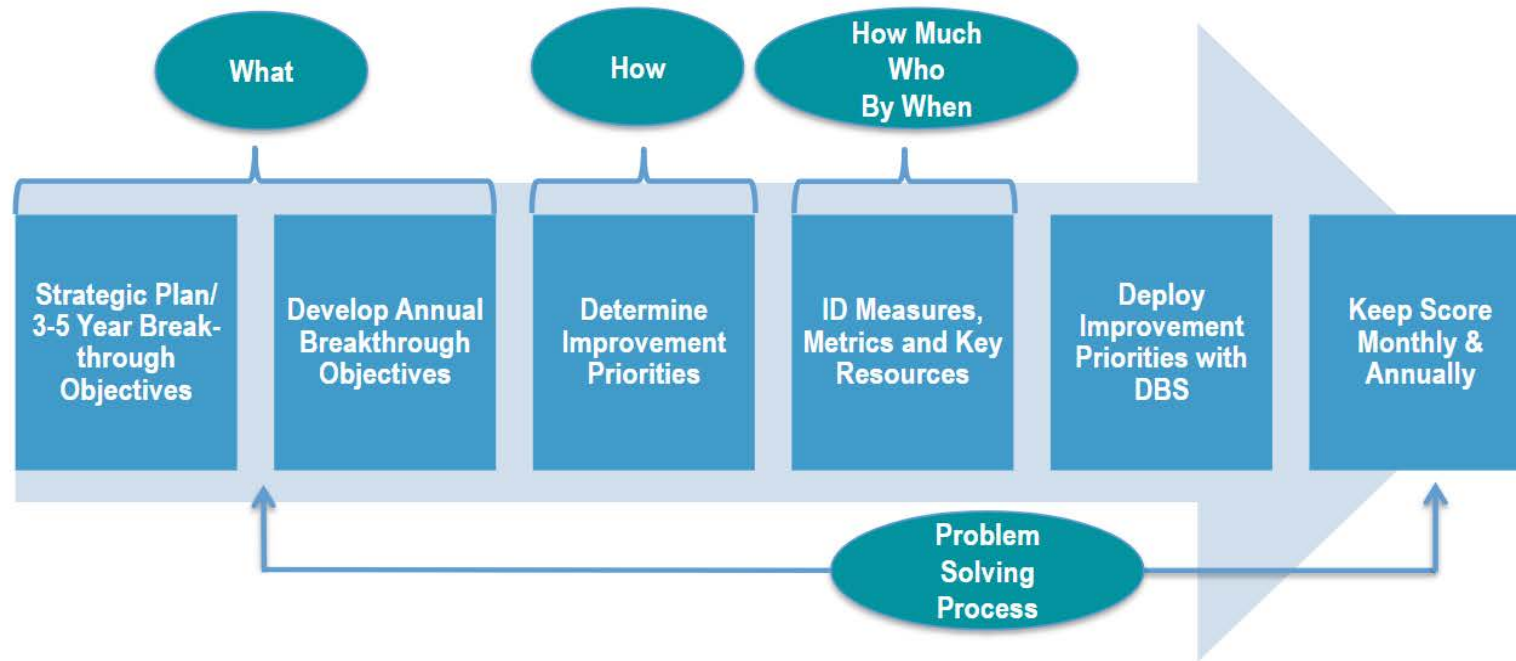 What
How
How Much
Who
By When
Strategic Plan/
3-5 Year Break-
through
Objectives
Develop Annual
Breakthrough
Objectives
Determine
Improvement
Priorities
ID Measures,
Metrics and Key
Resources
Deploy
Improvement
Priorities with
DBS
Keep Score
Monthly &
Annually
Problem
Solving
Process